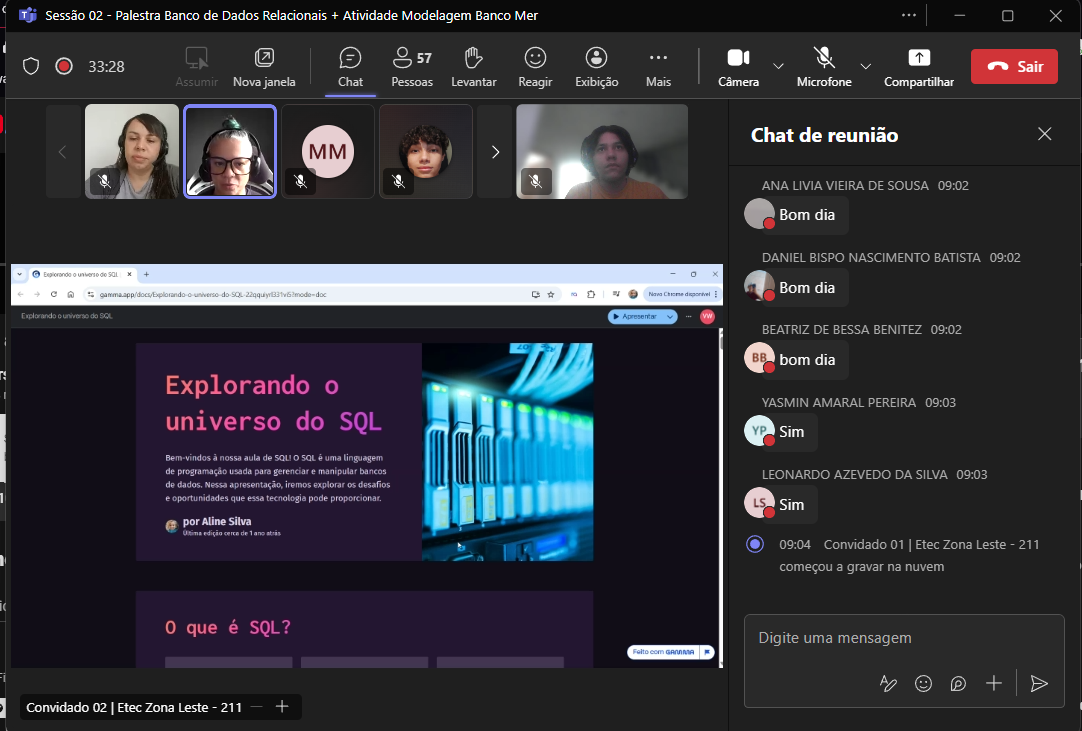 Sessão 02 - Palestra Banco de Dados Relacionais + Atividade Modelagem Banco Mer
33:28
Assumir
Nova janela
Chat
57
Pessoas
Levantar
Reagir
Exibição
Mais
Câmera
Microfone
Compartilhar
Sair
MM
Explorando o universo do SQL
gamma.app/docs/Explorando-o-universo-do-SQL-22qquiyrl331vi5?mode=doc
Novo Chrome disponível
Explorando o universo do SQL
Apresentar
VW
Explorando o
universo do SQL
Bem-vindos à nossa aula de SQL! O SQL é uma linguagem
de programação usada para gerenciar e manipular bancos
de dados. Nessa apresentação, iremos explorar os desafios
e oportunidades que essa tecnologia pode proporcionar.
por Aline Silva
Última edição cerca de 1 ano atrás
O que é SQL?
Feito com GAMMA
Convidado 02 | Etec Zona Leste - 211
Chat de reunião
ANA LIVIA VIEIRA DE SOUSA 09:02
Bom dia
DANIEL BISPO NASCIMENTO BATISTA 09:02
Bom dia
BEATRIZ DE BESSA BENITEZ 09:02
BB
bom dia
YASMIN AMARAL PEREIRA 09:03
YP
Sim
LEONARDO AZEVEDO DA SILVA 09:03
LS
Sim
09:04 Convidado 01 | Etec Zona Leste - 211
começou a gravar na nuvem
Digite uma mensagem